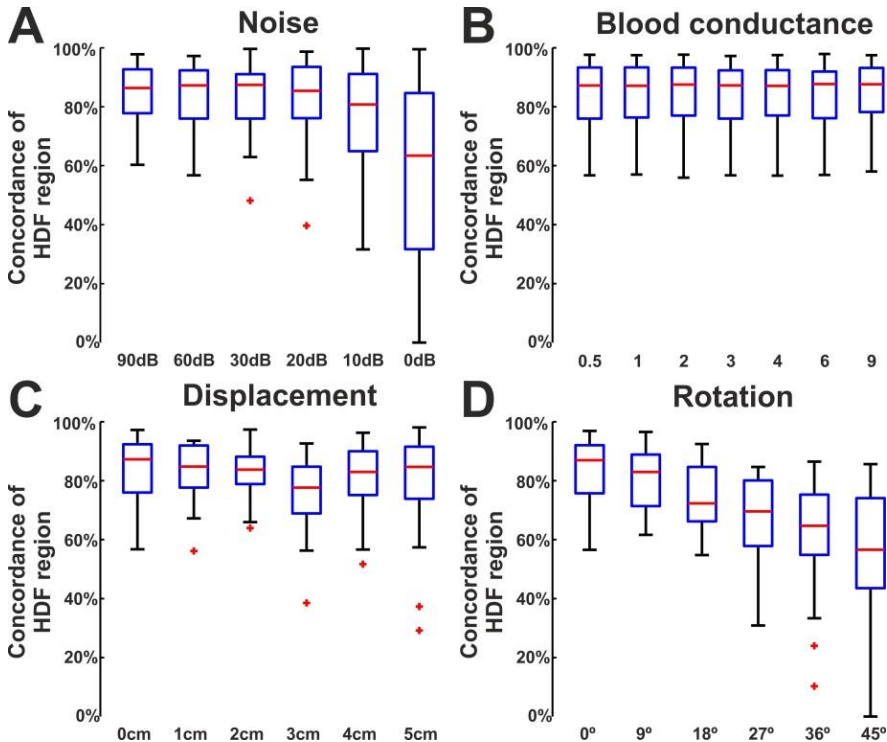 A
Noise
Concordance of
HDF region
100%
80%
60%
40%
20%
0%
90dB 60dB 30dB 20dB 10dB 0dB
B
Blood conductance
Concordance of
HDF region
100%
80%
60%
40%
20%
0%
0.5 1 2 3 4 6 9
C
Displacement
Concordance of
HDF region
100%
80%
60%
40%
20%
0%
0cm 1cm 2cm 3cm 4cm 5cm
D
Rotation
Concordance of
HDF region
100%
80%
60%
40%
20%
0%
0º 9º 18º 27º 36º 45º